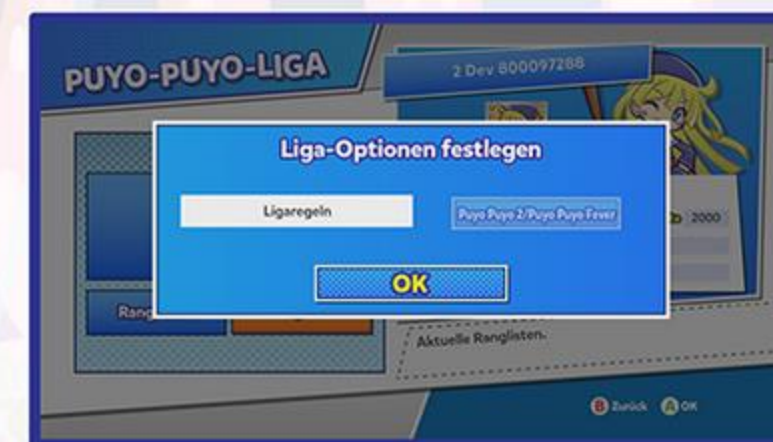 PUYO-PUYO-LIGA
2 Dev 800097288
Liga-Optionen festlegen
Ligaregeln
Puyo Puyo 2/Puyo Puyo Fever
2000
OK
Rang
Aktuelle Ranglisten.
B Zurück A OK